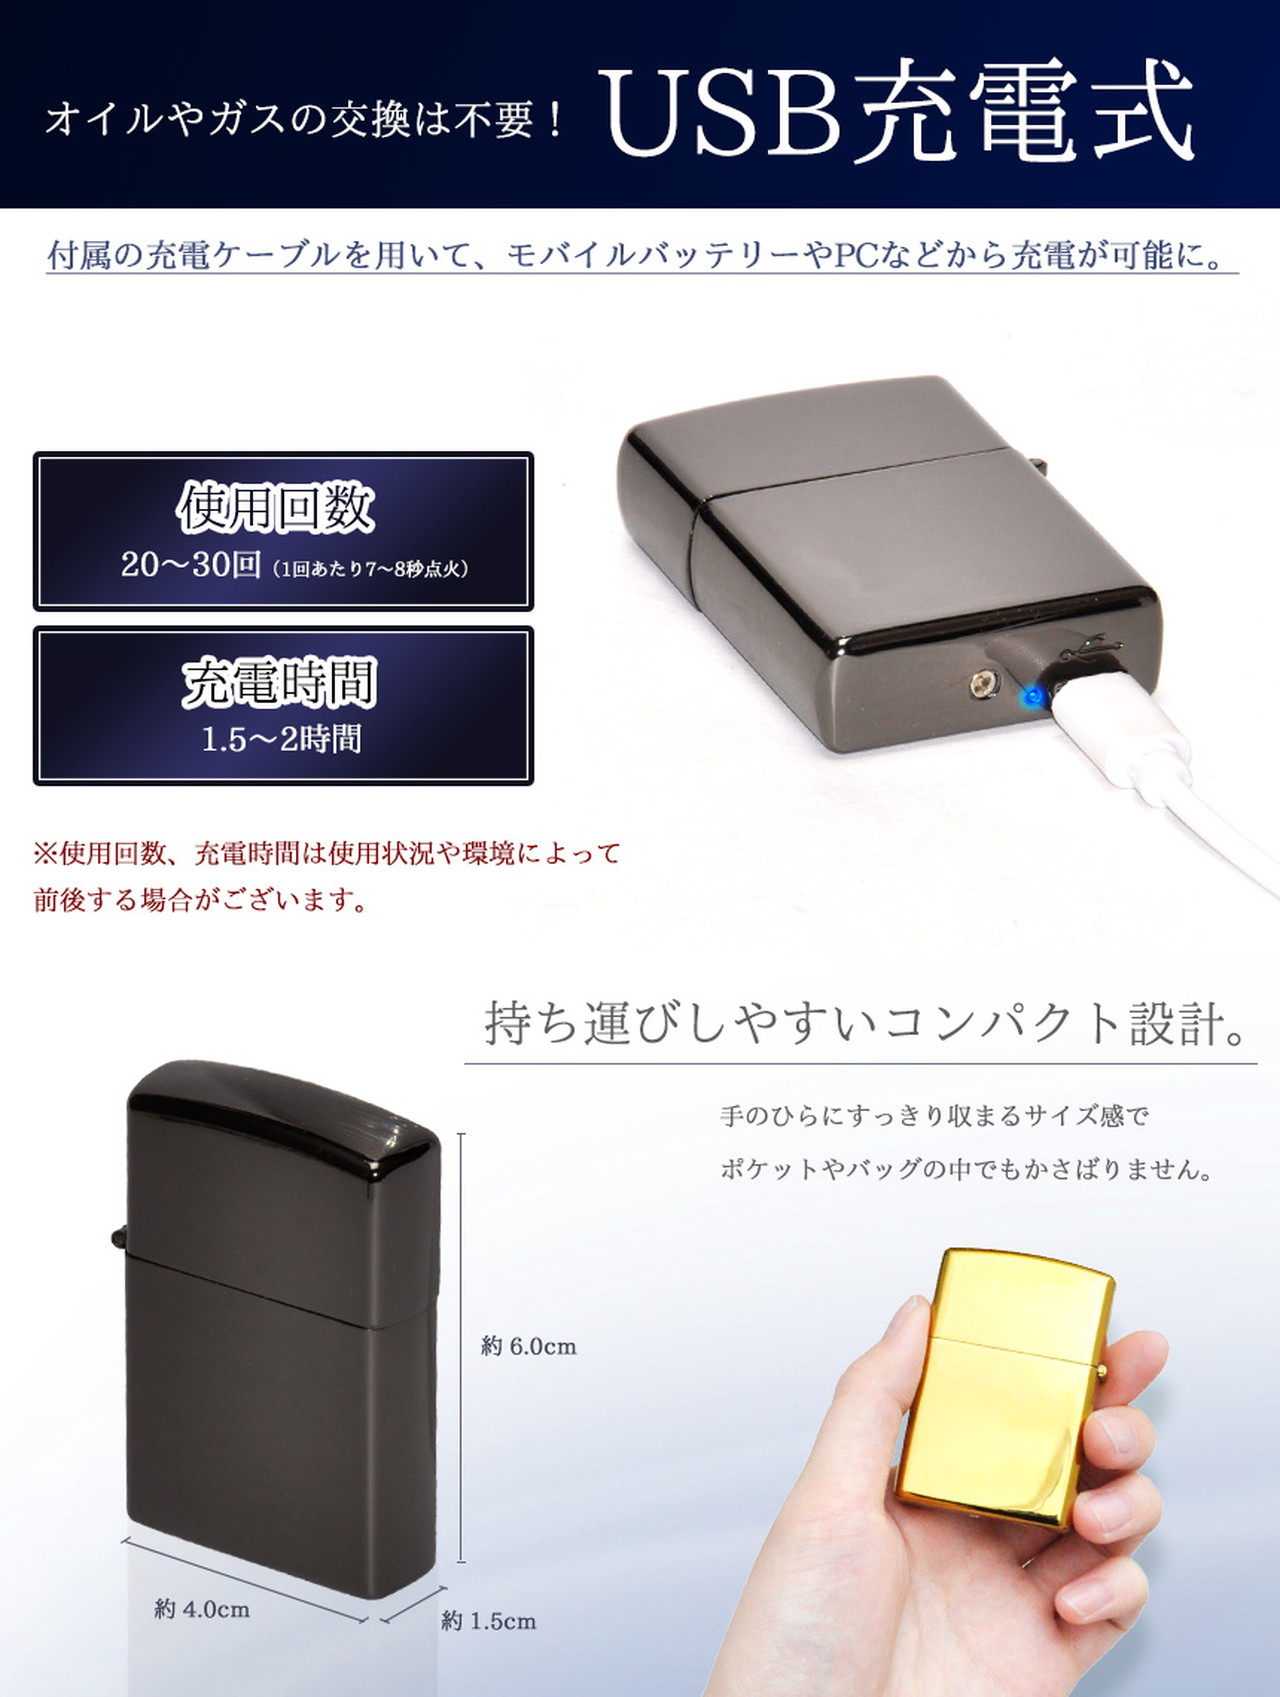 オイルやガスの交換は不要！ USB充電式
付属の充電ケーブルを用いて、モバイルバッテリーやPCなどから充電が可能に。
使用回数
20〜30回（1回あたり7〜8秒点火）
充電時間
1.5〜2時間
※使用回数、充電時間は使用状況や環境によって
前後する場合がございます。
持ち運びしやすいコンパクト設計。
手のひらにすっきり収まるサイズ感で
ポケットやバッグの中でもかさばりません。
約 6.0cm
約 4.0cm
約 1.5cm